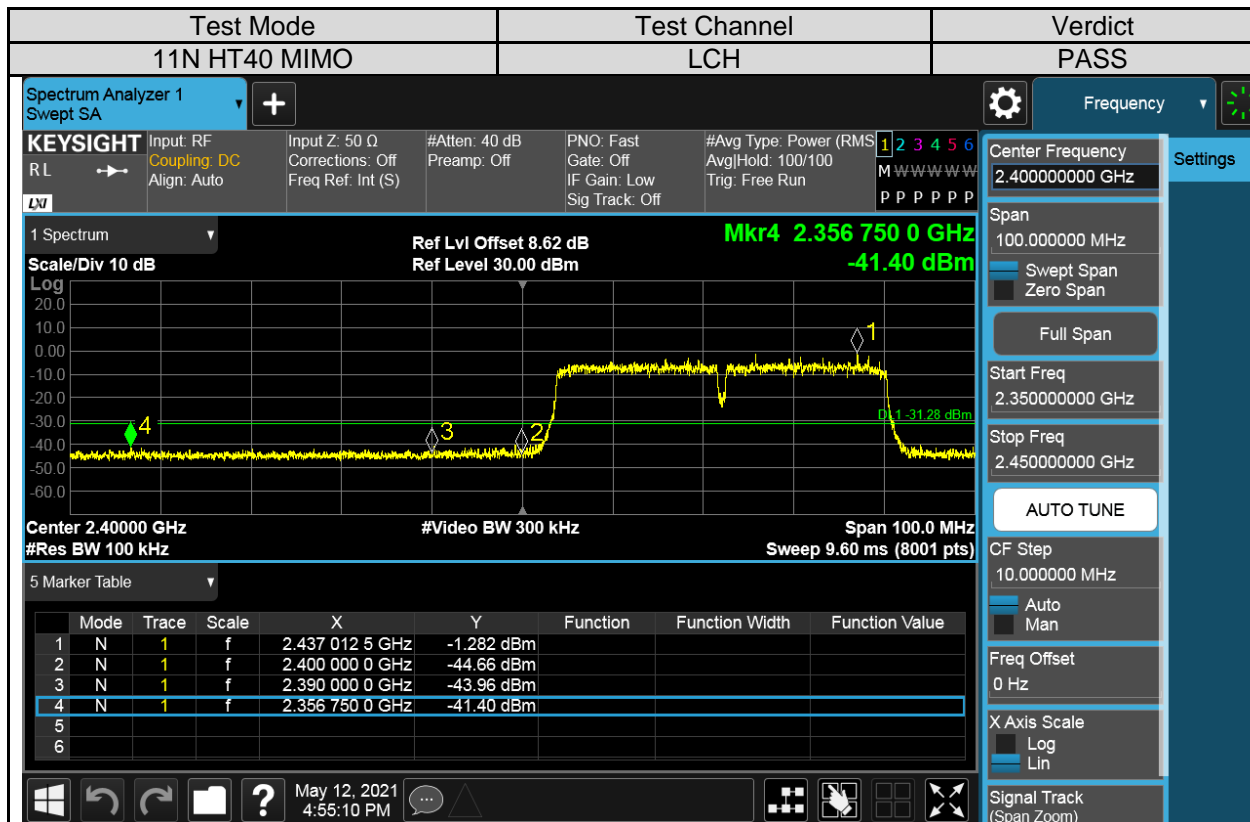 Test Mode Test Channel Verdict
11N HT40 MIMO LCH PASS
Spectrum Analyzer 1
Swept SA
+
Frequency
KEYSIGHT Input: RF Input Z: 50 Ω #Atten: 40 dB PNO: Fast #Avg Type: Power (RMS 1 2 3 4 5 6
RL Coupling: DC Corrections: Off Preamp: Off Gate: Off Avg|Hold: 100/100 M W W W W W
Align: Auto Freq Ref: Int (S) IF Gain: Low Trig: Free Run
LXI Sig Track: Off P P P P P P
1 Spectrum
Ref Lvl Offset 8.62 dB Mkr4 2.356 750 0 GHz
Scale/Div 10 dB Ref Level 30.00 dBm -41.40 dBm
Log
20.0
10.0
0.00
-10.0
-20.0
-30.0
-40.0
-50.0
-60.0
1
DL1 -31.28 dBm
4 3 2
Center 2.40000 GHz #Video BW 300 kHz Span 100.0 MHz
#Res BW 100 kHz Sweep 9.60 ms (8001 pts)
5 Marker Table
Mode Trace Scale X Y Function Function Width Function Value
1 N 1 f 2.437 012 5 GHz -1.282 dBm
2 N 1 f 2.400 000 0 GHz -44.66 dBm
3 N 1 f 2.390 000 0 GHz -43.96 dBm
4 N 1 f 2.356 750 0 GHz -41.40 dBm
5
6
?
May 12, 2021
4:55:10 PM
Center Frequency
2.400000000 GHz
Settings
Span
100.000000 MHz
Swept Span
Zero Span
Full Span
Start Freq
2.350000000 GHz
Stop Freq
2.450000000 GHz
AUTO TUNE
CF Step
10.000000 MHz
Auto
Man
Freq Offset
0 Hz
X Axis Scale
Log
Lin
Signal Track
(Span Zoom)